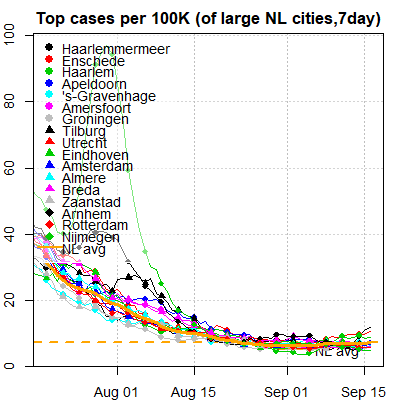 Top cases per 100K (of large NL cities,7day)
100
80
60
40
20
0
Haarlemmermeer
Enschede
Haarlem
Apeldoorn
's-Gravenhage
Amersfoort
Groningen
Tilburg
Utrecht
Eindhoven
Amsterdam
Almere
Breda
Zaanstad
Arnhem
Rotterdam
Nijmegen
NL avg
NL avg
Aug 01
Aug 15
Sep 01
Sep 15